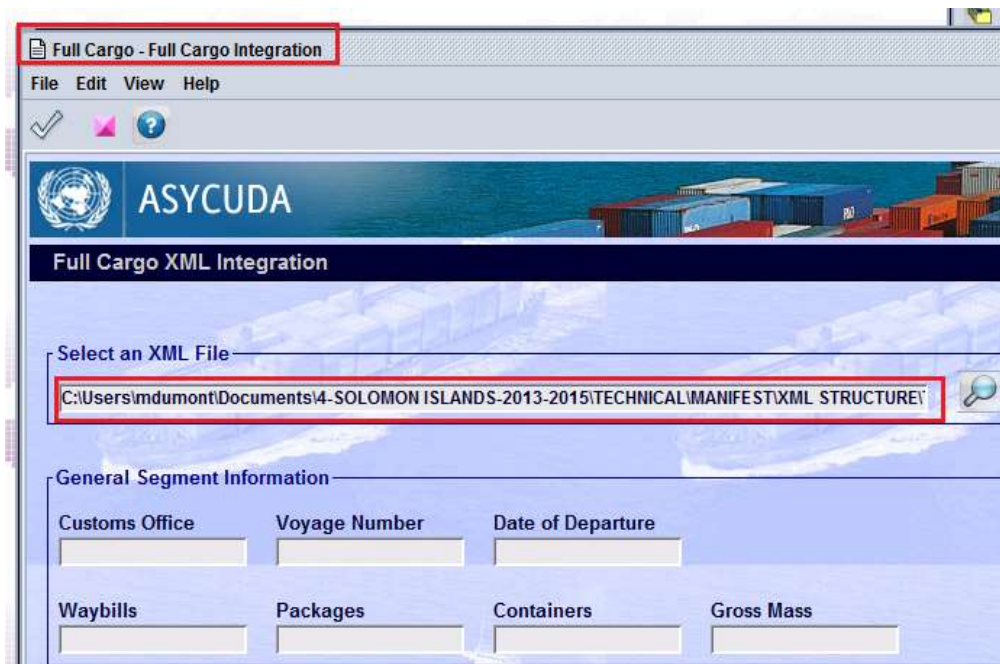 Full Cargo - Full Cargo Integration
File Edit View Help
?
ASYCUDA
Full Cargo XML Integration
Select an XML File
C:\Users\mdumont\Documents\4-SOLOMON ISLANDS-2013-2015\TECHNICAL\MANIFEST\XML STRUCTURE\
General Segment Information
Customs Office Voyage Number Date of Departure
Waybills Packages Containers Gross Mass